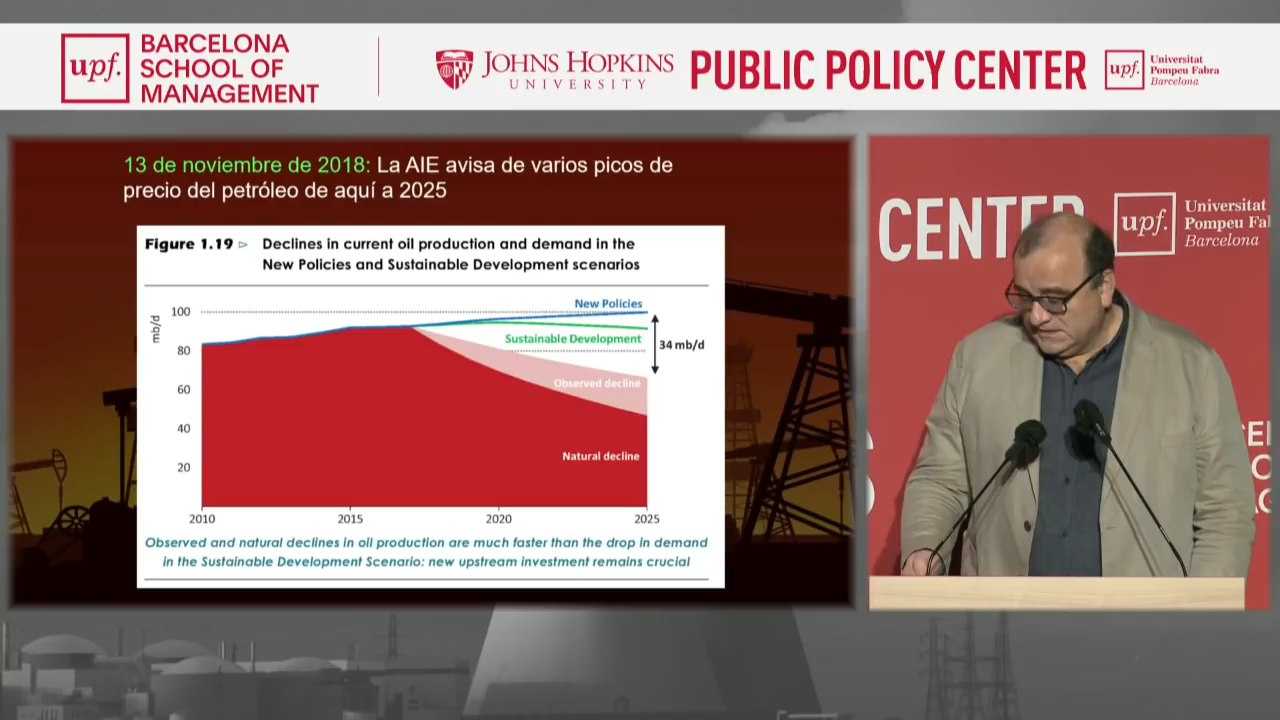 upf.
BARCELONA
SCHOOL OF
MANAGEMENT
JOHNS HOPKINS
UNIVERSITY
PUBLIC POLICY CENTER
upf.
Universitat
Pompeu Fabra
Barcelona
13 de noviembre de 2018: La AIE avisa de varios picos de
precio del petróleo de aquí a 2025
Figure 1.19 ▷ Declines in current oil production and demand in the
New Policies and Sustainable Development scenarios
mb/d
100
80
60
40
20
New Policies
Sustainable Development
34 mb/d
Observed decline
Natural decline
2010 2015 2020 2025
Observed and natural declines in oil production are much faster than the drop in demand
in the Sustainable Development Scenario: new upstream investment remains crucial
CENTER
upf.
Universitat
Pompeu Fa
Barcelona